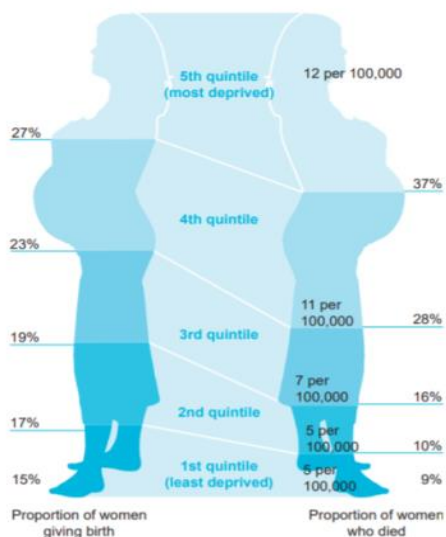 5th quintile
(most deprived)
12 per 100,000
27%
37%
4th quintile
23%
11 per
100,000
28%
3rd quintile
19%
7 per
100,000
16%
2nd quintile
17%
5 per
100,000
10%
1st quintile
(least deprived)
15%
5 per
100,000
9%
Proportion of women
giving birth
Proportion of women
who died